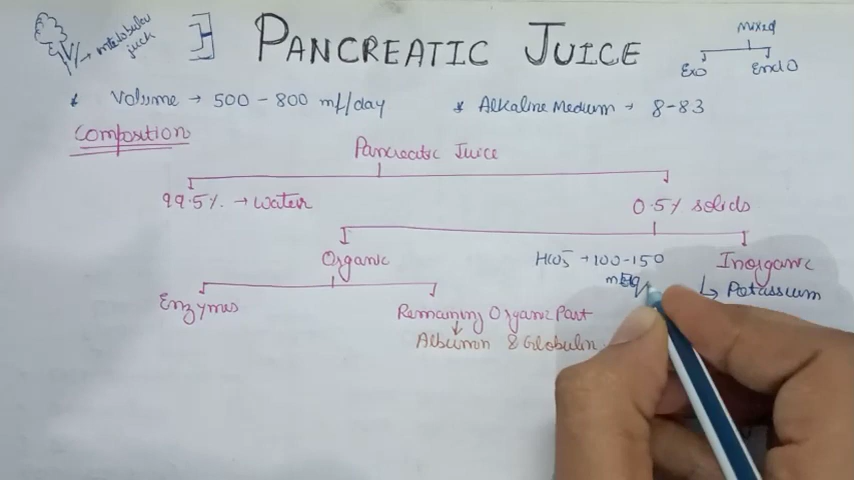 PANCREATIC JUICE
Mixed
Exo Endo
* Volume → 500 - 800 ml/day * Alkaline Medium → 8-8.3
Composition
Pancreatic Juice
99.5% → Water 0.5% solids
Organic HCO3⁻ → 100-150 Inorganic
mEq ↳ Potassium
Enzymes Remaining Organic Part
↓
Albumin & Globulin